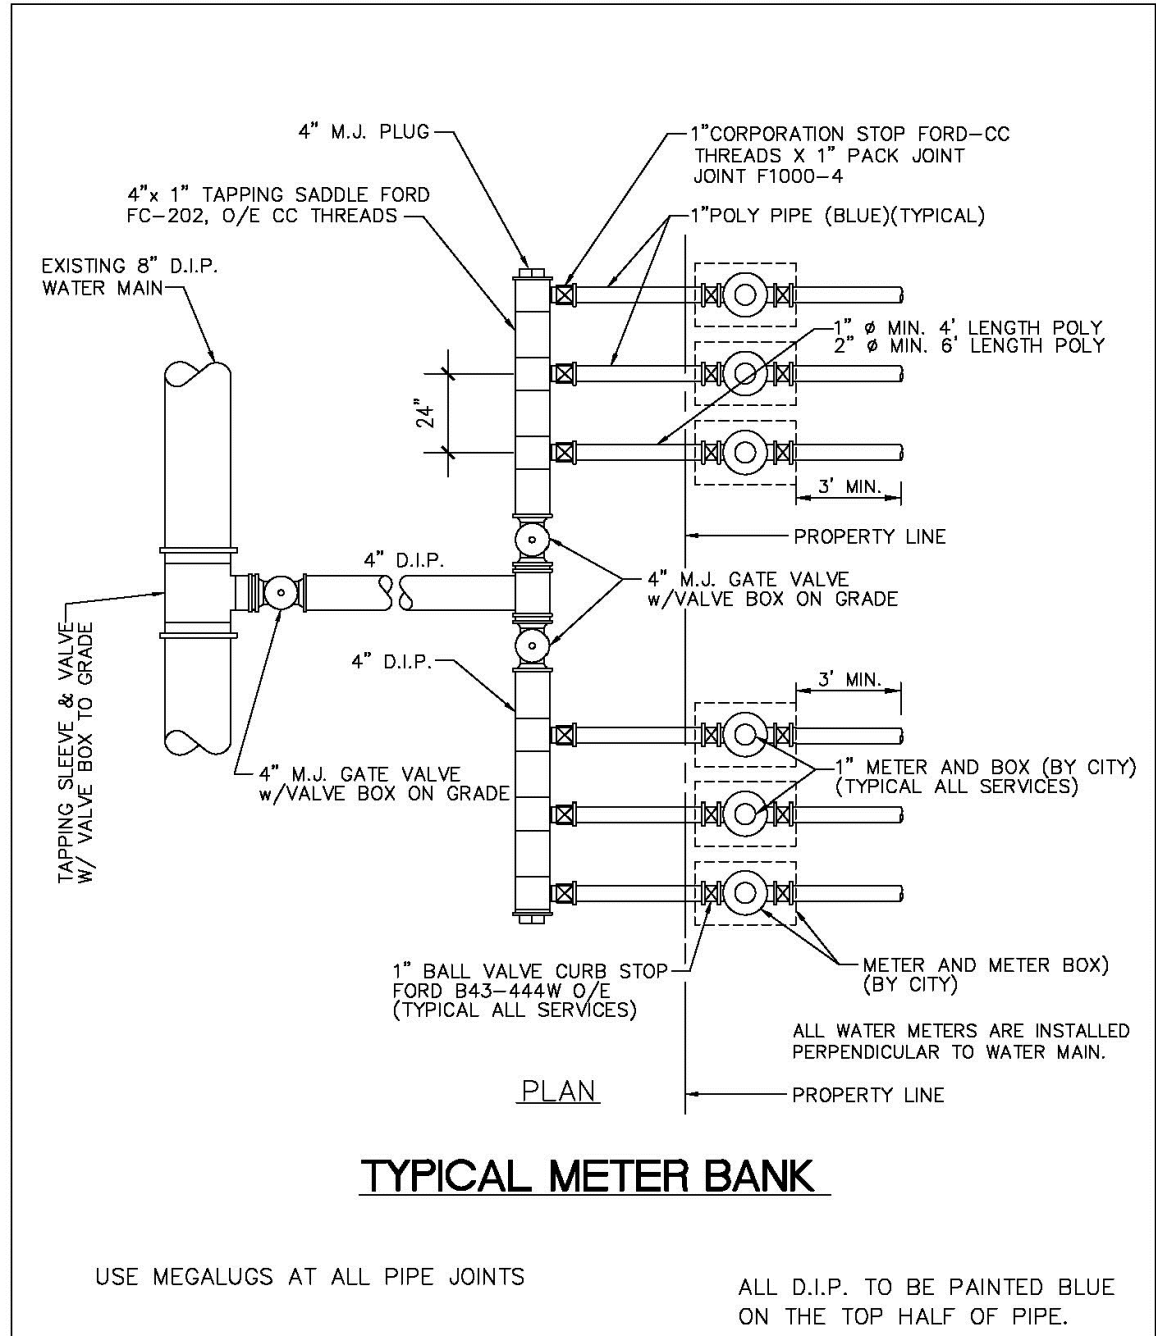 4" M.J. PLUG
1"CORPORATION STOP FORD-CC
THREADS X 1" PACK JOINT
JOINT F1000-4
4"x 1" TAPPING SADDLE FORD
FC-202, O/E CC THREADS
1"POLY PIPE (BLUE)(TYPICAL)
EXISTING 8" D.I.P.
WATER MAIN
1" ø MIN. 4' LENGTH POLY
2" ø MIN. 6' LENGTH POLY
24"
3' MIN.
PROPERTY LINE
4" D.I.P.
4" M.J. GATE VALVE
w/VALVE BOX ON GRADE
TAPPING SLEEVE & VALVE
W/ VALVE BOX TO GRADE
4" D.I.P.
3' MIN.
4" M.J. GATE VALVE
w/VALVE BOX ON GRADE
1" METER AND BOX (BY CITY)
(TYPICAL ALL SERVICES)
1" BALL VALVE CURB STOP
FORD B43-444W O/E
(TYPICAL ALL SERVICES)
METER AND METER BOX)
(BY CITY)
ALL WATER METERS ARE INSTALLED
PERPENDICULAR TO WATER MAIN.
PLAN
PROPERTY LINE
TYPICAL METER BANK
USE MEGALUGS AT ALL PIPE JOINTS
ALL D.I.P. TO BE PAINTED BLUE
ON THE TOP HALF OF PIPE.